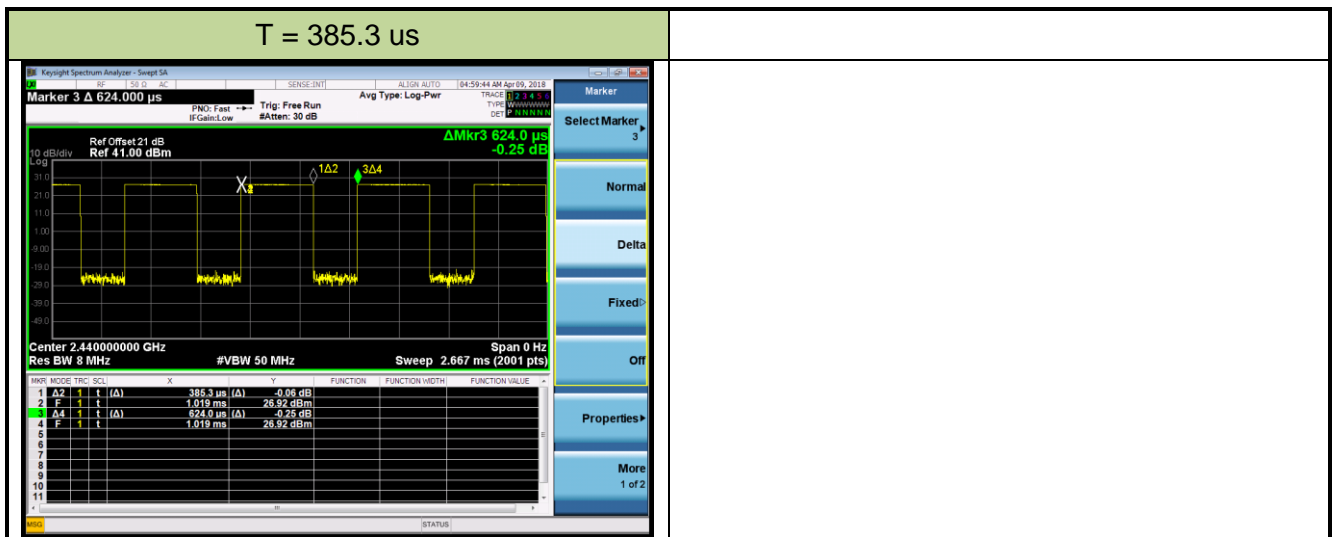 T = 385.3 us
Keysight Spectrum Analyzer - Swept SA
RF 50 Ω AC SENSE:INT ALIGN AUTO 04:59:44 AM Apr 09, 2018
Marker 3 Δ 624.000 µs
PNO: Fast
IFGain:Low
Trig: Free Run
#Atten: 30 dB
Avg Type: Log-Pwr
TRACE 1 2 3 4 5 6
TYPE WWWWWW
DET P N N N N N
Marker
Select Marker
3
Normal
Delta
Fixed
Off
Properties
More
1 of 2
ΔMkr3 624.0 µs
-0.25 dB
Ref Offset 21 dB
10 dB/div Ref 41.00 dBm
Log
31.0
21.0
11.0
1.00
-9.00
-19.0
-29.0
-39.0
-49.0
X2
1Δ2
3Δ4
Center 2.440000000 GHz Span 0 Hz
Res BW 8 MHz #VBW 50 MHz Sweep 2.667 ms (2001 pts)
MKR MODE TRC SCL X Y FUNCTION FUNCTION WIDTH FUNCTION VALUE
1 Δ2 1 t (Δ) 385.3 µs (Δ) -0.06 dB
2 F 1 t 1.019 ms 26.92 dBm
3 Δ4 1 t (Δ) 624.0 µs (Δ) -0.25 dB
4 F 1 t 1.019 ms 26.92 dBm
5
6
7
8
9
10
11
MSG STATUS